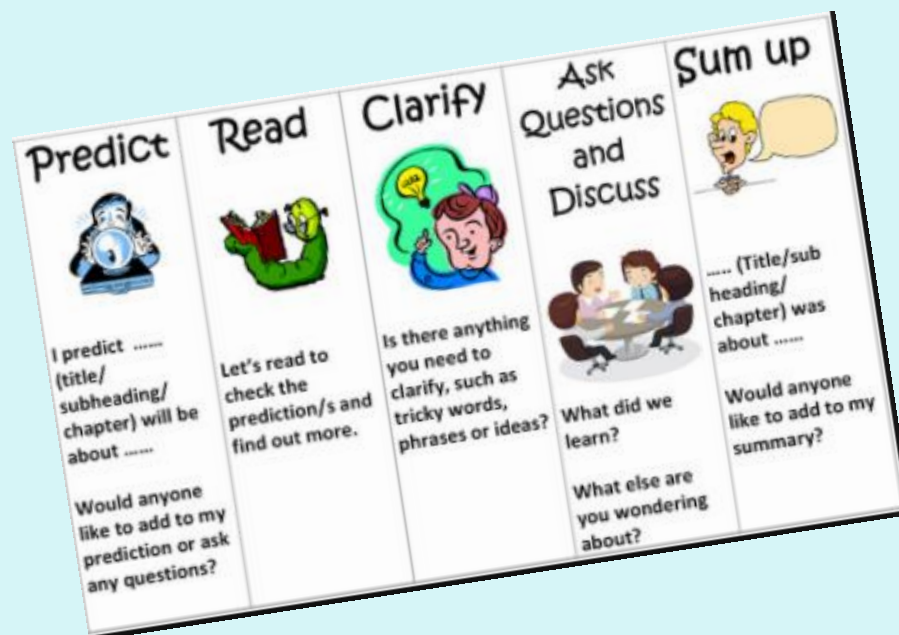 Predict
I predict ......
(title/
subheading/
chapter) will be
about ......
Would anyone
like to add to my
prediction or ask
any questions?
Read
Let's read to
check the
prediction/s and
find out more.
Clarify
IDEA
Is there anything
you need to
clarify, such as
tricky words,
phrases or ideas?
Ask
Questions
and
Discuss
What did we
learn?
What else are
you wondering
about?
Sum up
..... (Title/sub
heading/
chapter) was
about ......
Would anyone
like to add to my
summary?